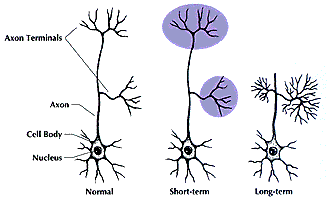 Axon Terminals
Axon
Cell Body
Nucleus
Normal
Short-term
Long-term